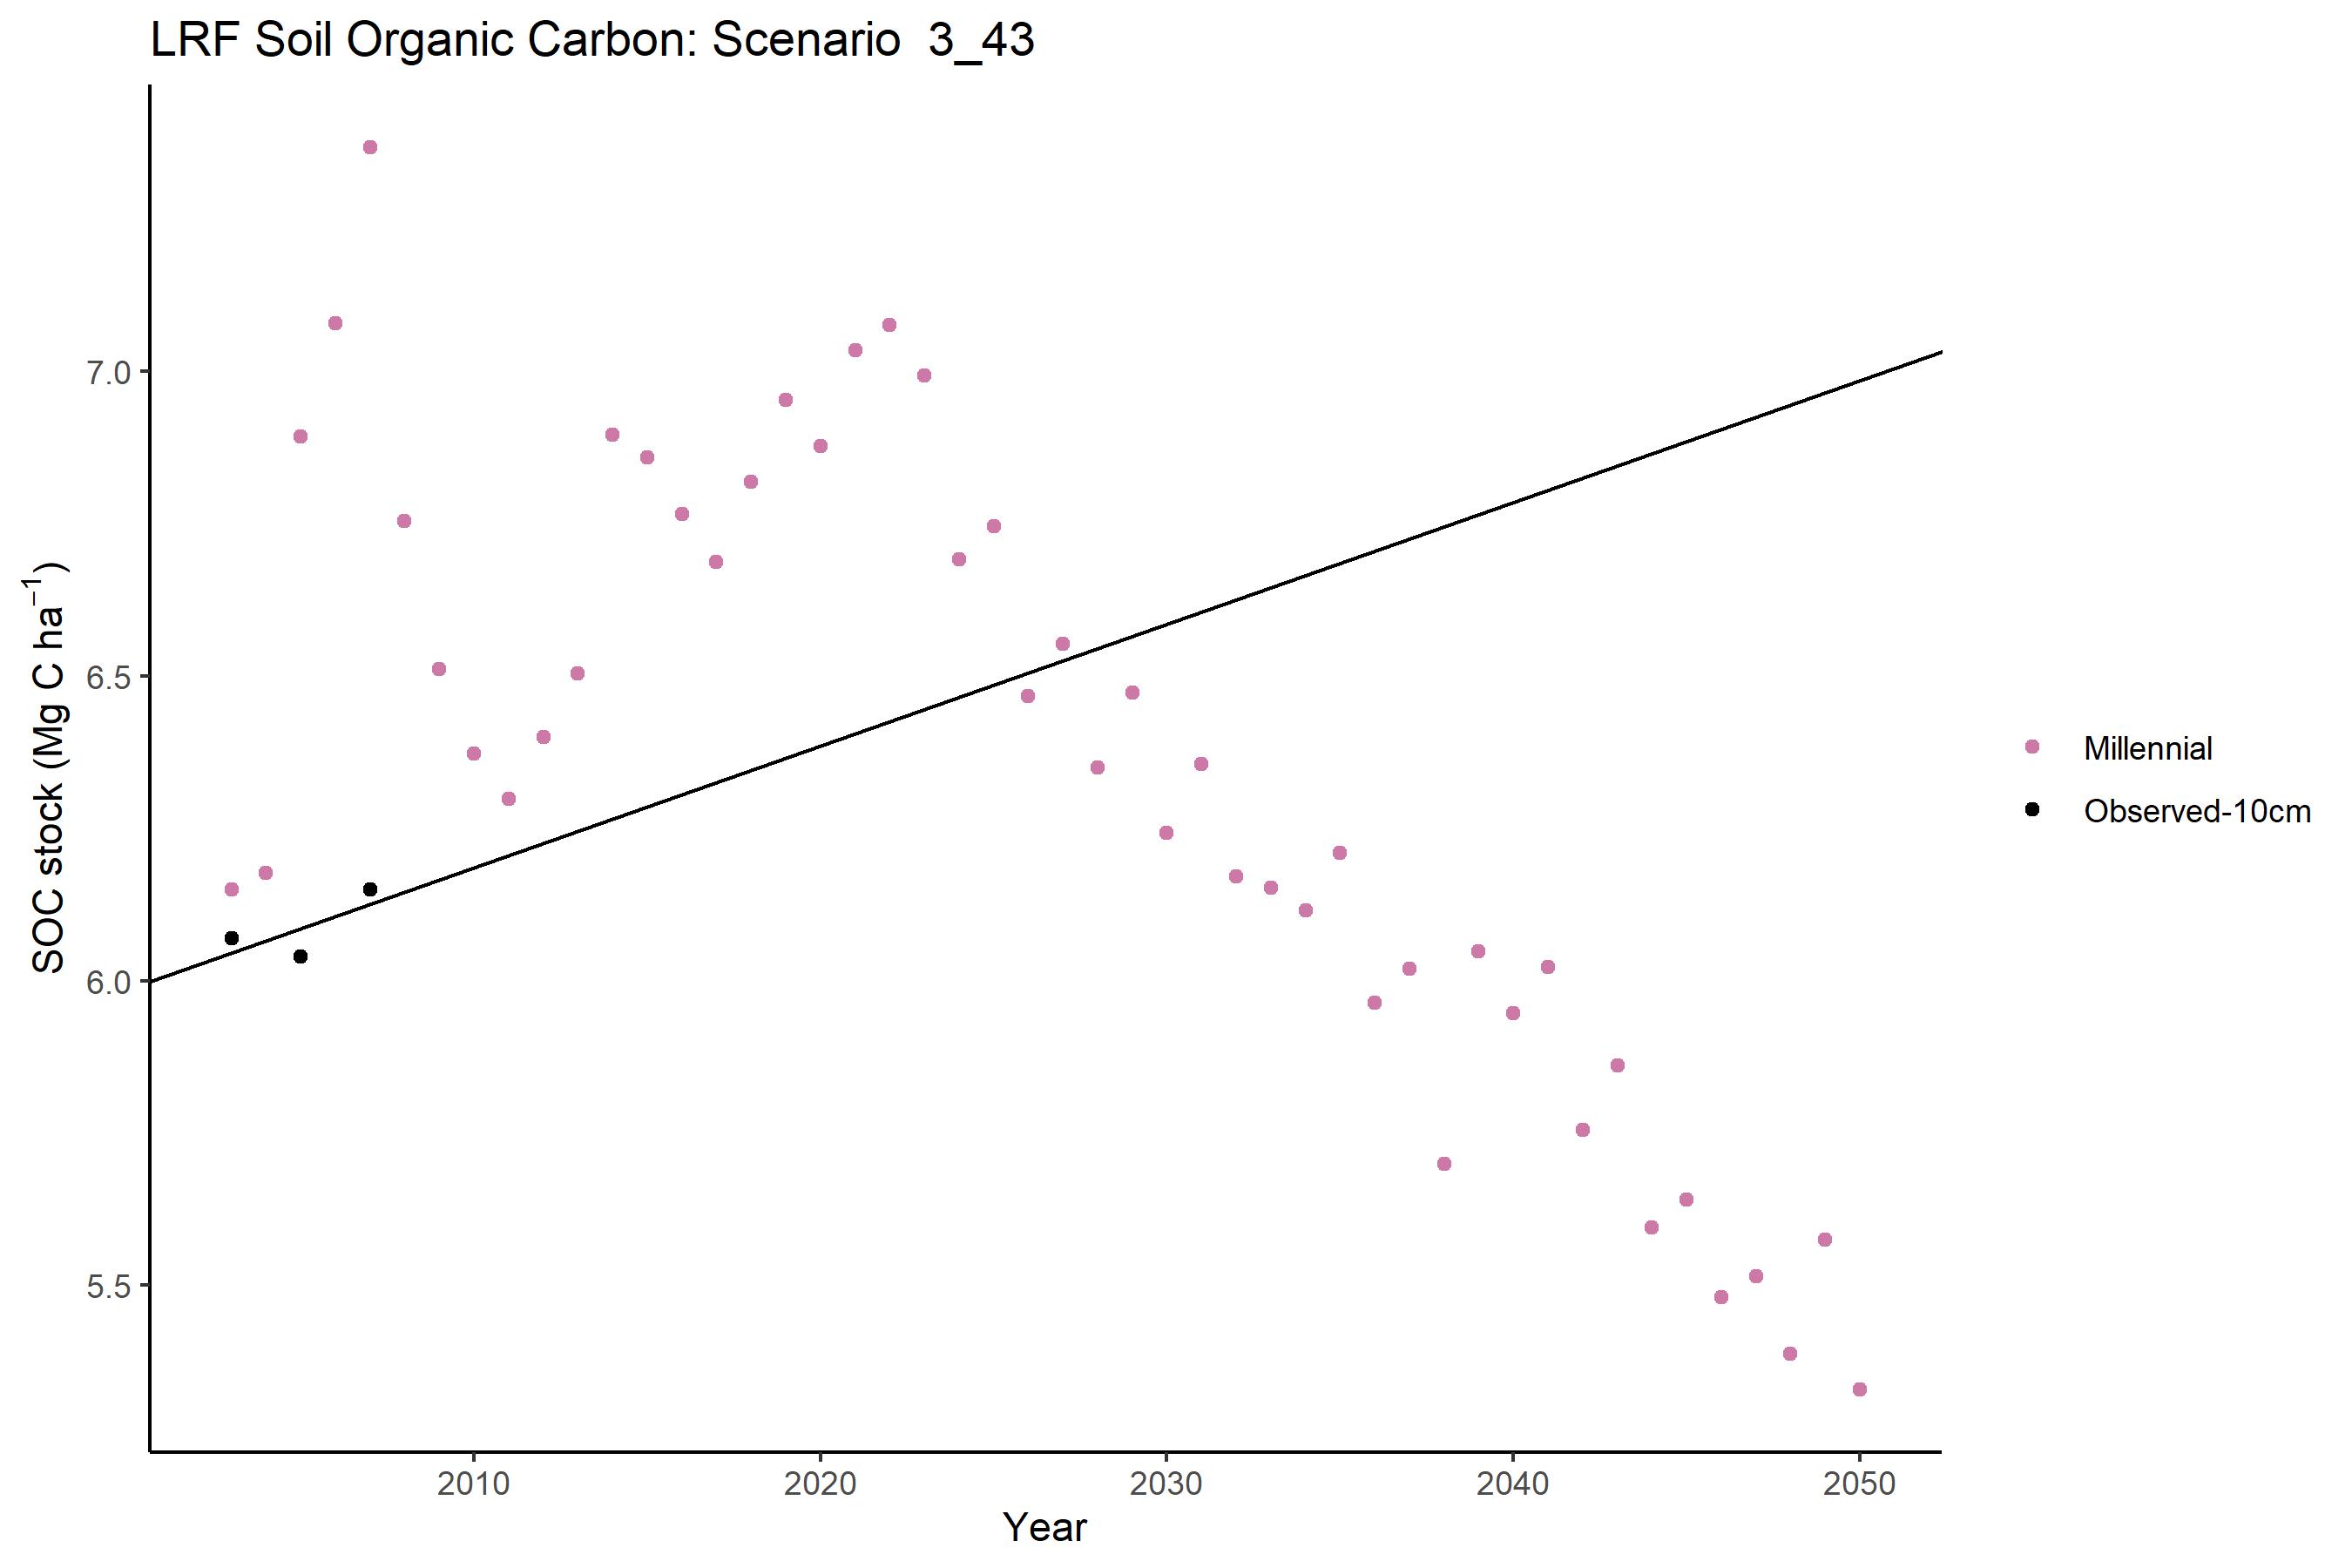 LRF Soil Organic Carbon: Scenario  3_43
SOC stock (Mg C ha⁻¹)
7.0
6.5
6.0
5.5
2010
2020
2030
2040
2050
Year
Millennial
Observed-10cm